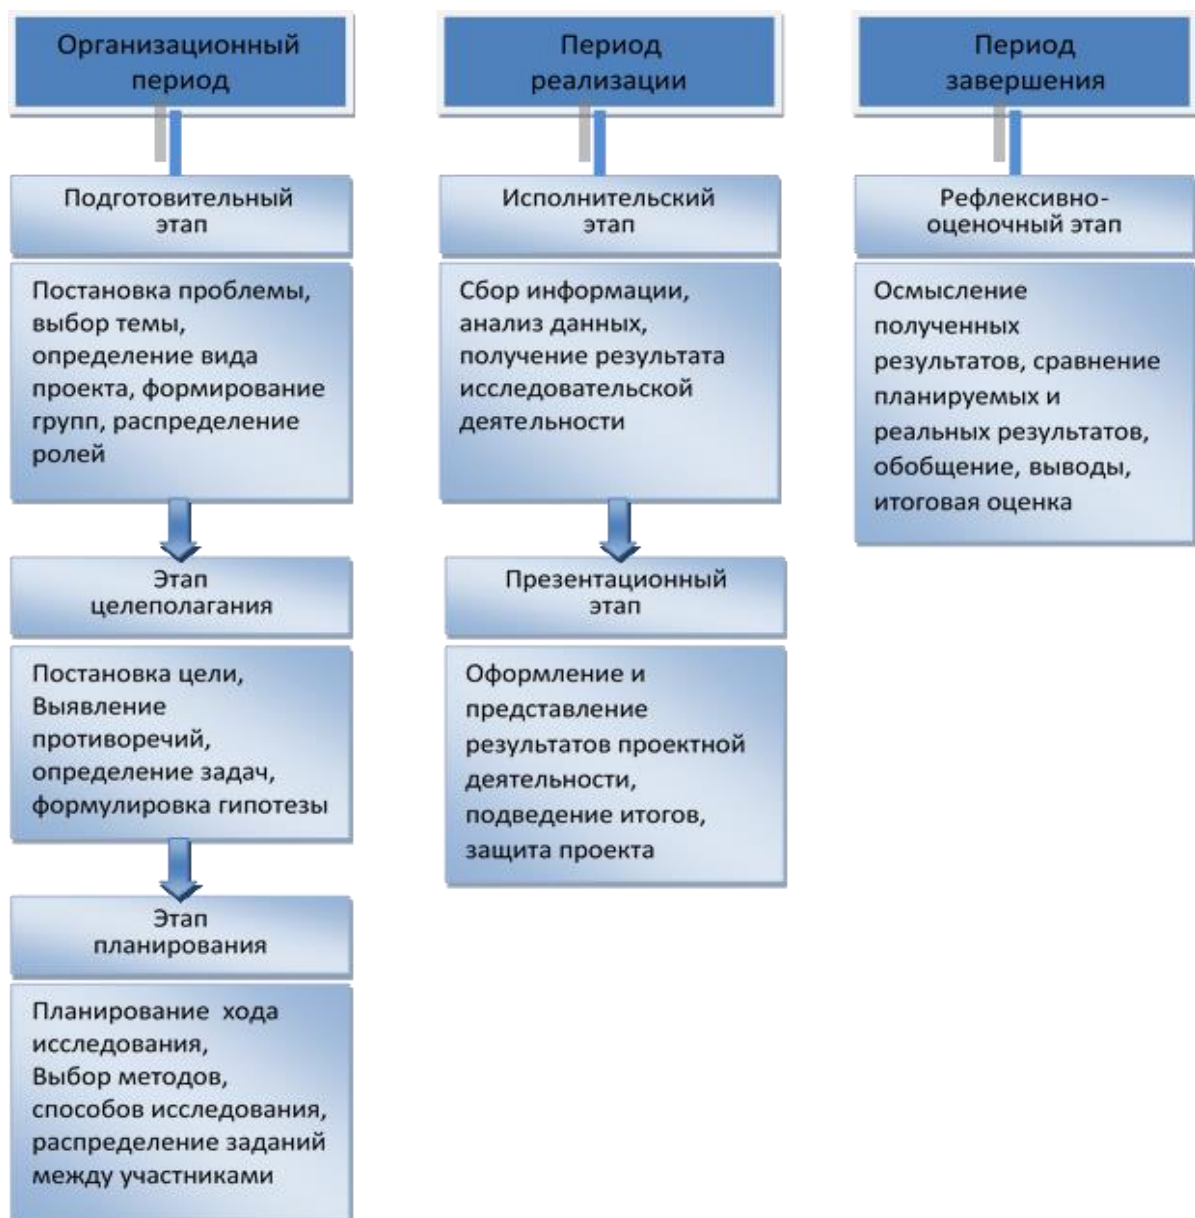 Организационный
период
Подготовительный
этап
Постановка проблемы,
выбор темы,
определение вида
проекта, формирование
групп, распределение
ролей
Этап
целеполагания
Постановка цели,
Выявление
противоречий,
определение задач,
формулировка гипотезы
Этап
планирования
Планирование хода
исследования,
Выбор методов,
способов исследования,
распределение заданий
между участниками
Период
реализации
Исполнительский
этап
Сбор информации,
анализ данных,
получение результата
исследовательской
деятельности
Презентационный
этап
Оформление и
представление
результатов проектной
деятельности,
подведение итогов,
защита проекта
Период
завершения
Рефлексивно-
оценочный этап
Осмысление
полученных
результатов, сравнение
планируемых и
реальных результатов,
обобщение, выводы,
итоговая оценка